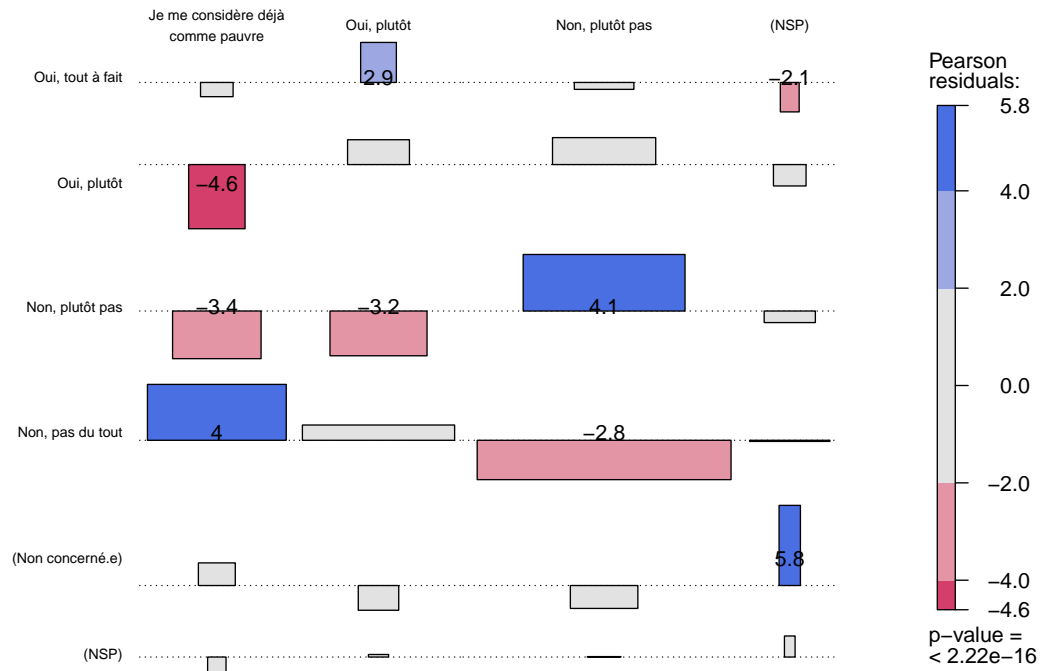 Je me considère déjà
comme pauvre
Oui, plutôt
Non, plutôt pas
(NSP)
Oui, tout à fait
2.9
−2.1
Oui, plutôt
−4.6
Non, plutôt pas
−3.4
−3.2
4.1
Non, pas du tout
4
−2.8
(Non concerné.e)
5.8
(NSP)
Pearson
residuals:
5.8
4.0
2.0
0.0
−2.0
−4.0
−4.6
p−value =
< 2.22e−16